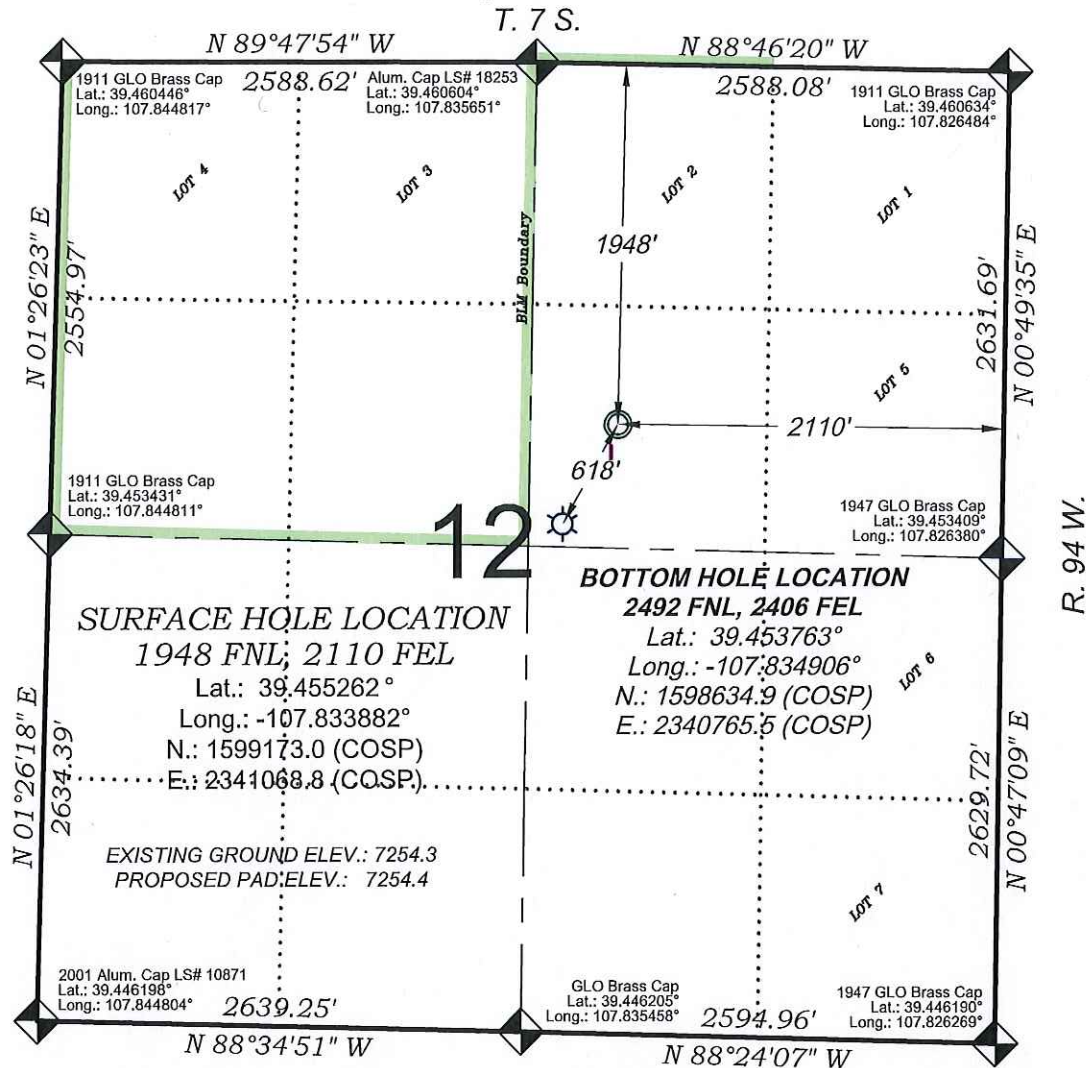 T. 7 S.
N 89°47'54" W
N 88°46'20" W
1911 GLO Brass Cap
Lat.: 39.460446°
Long.: 107.844817°
2588.62'
Alum. Cap LS# 18253
Lat.: 39.460604°
Long.: 107.835651°
2588.08'
1911 GLO Brass Cap
Lat.: 39.460634°
Long.: 107.826484°
LOT 4
LOT 3
LOT 2
LOT 1
N 01°26'23" E
2554.97'
BLM Boundary
1948'
2631.69'
N 00°49'35" E
LOT 5
2110'
618'
1911 GLO Brass Cap
Lat.: 39.453431°
Long.: 107.844811°
12
1947 GLO Brass Cap
Lat.: 39.453409°
Long.: 107.826380°
R. 94 W.
SURFACE HOLE LOCATION
1948 FNL, 2110 FEL
Lat.: 39.455262°
Long.: -107.833882°
N.: 1599173.0 (COSP)
E.: 2341068.8 (COSP)
BOTTOM HOLE LOCATION
2492 FNL, 2406 FEL
Lat.: 39.453763°
Long.: -107.834906°
N.: 1598634.9 (COSP)
E.: 2340765.5 (COSP)
LOT 6
N 01°26'18" E
2634.39'
2629.72'
N 00°47'09" E
EXISTING GROUND ELEV.: 7254.3
PROPOSED PAD ELEV.: 7254.4
LOT 7
2001 Alum. Cap LS# 10871
Lat.: 39.446198°
Long.: 107.844804°
2639.25'
GLO Brass Cap
Lat.: 39.446205°
Long.: 107.835458°
2594.96'
1947 GLO Brass Cap
Lat.: 39.446190°
Long.: 107.826269°
N 88°34'51" W
N 88°24'07" W